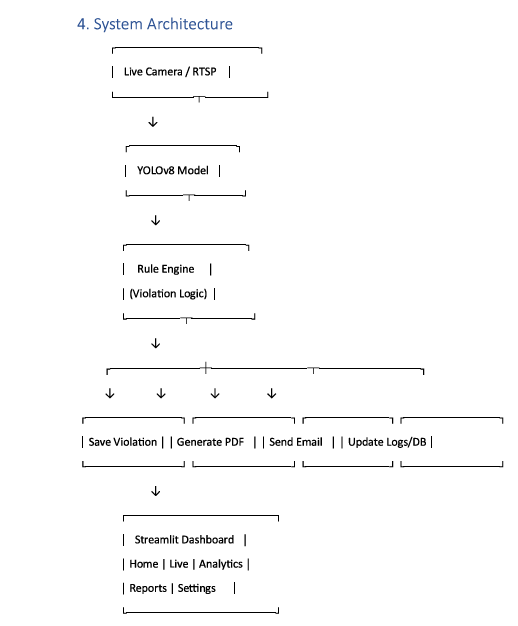 4. System Architecture
| Live Camera / RTSP |
↓
| YOLOv8 Model |
↓
| Rule Engine |
| (Violation Logic) |
↓
↓ ↓ ↓ ↓
| Save Violation | | Generate PDF | | Send Email | | Update Logs/DB |
↓
| Streamlit Dashboard |
| Home | Live | Analytics |
| Reports | Settings |